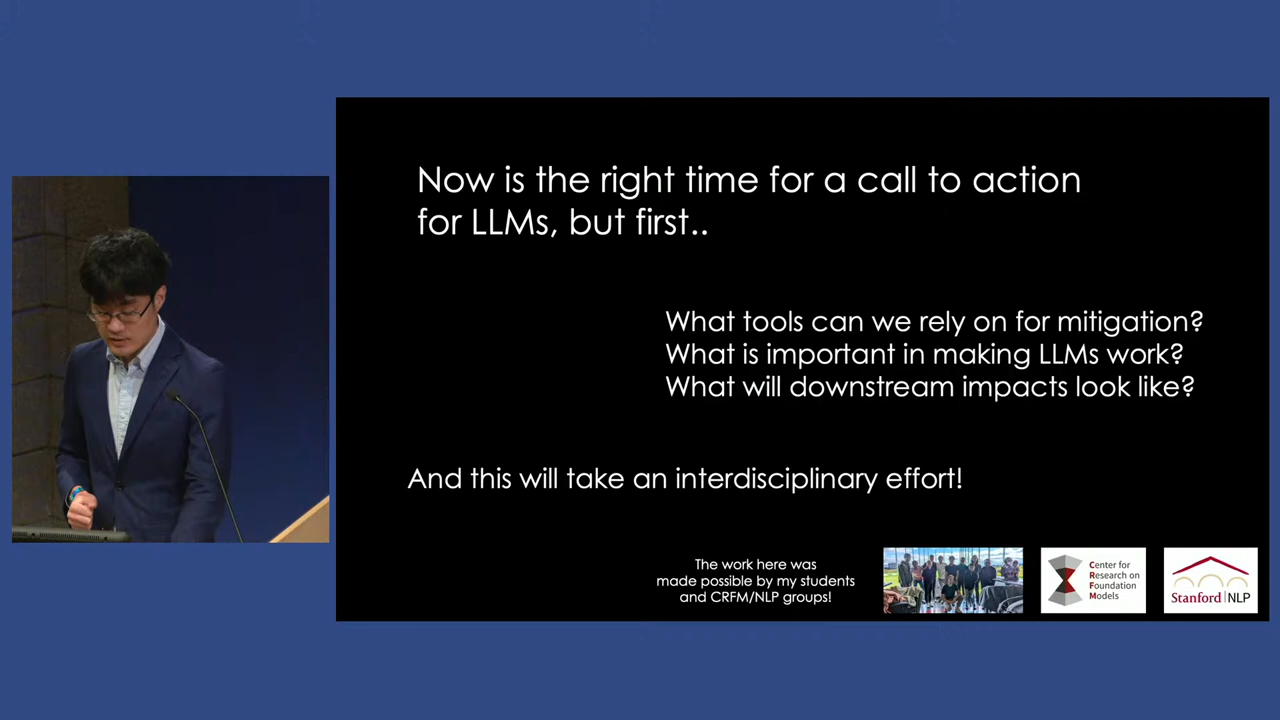 Now is the right time for a call to action
for LLMs, but first..
What tools can we rely on for mitigation?
What is important in making LLMs work?
What will downstream impacts look like?
And this will take an interdisciplinary effort!
The work here was
made possible by my students
and CRFM/NLP groups!
Center for
Research on
Foundation
Models
Stanford NLP